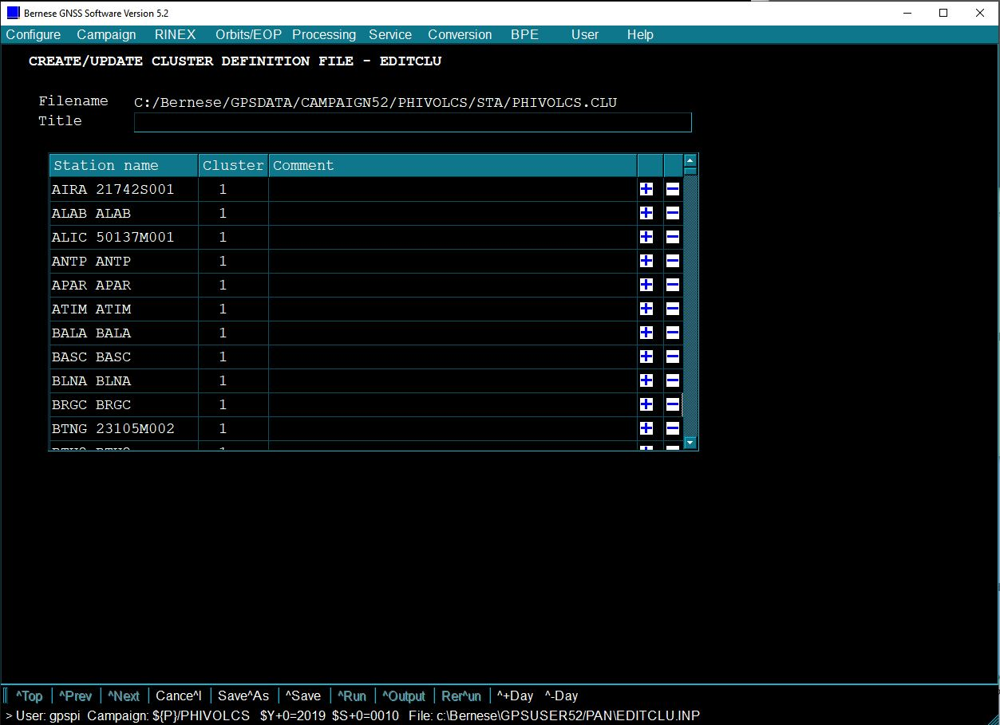 Bernese GNSS Software Version 5.2
Configure Campaign RINEX Orbits/EOP Processing Service Conversion BPE User Help
CREATE/UPDATE CLUSTER DEFINITION FILE - EDITCLU
Filename C:/Bernese/GPSDATA/CAMPAIGN52/PHIVOLCS/STA/PHIVOLCS.CLU
Title
Station name Cluster Comment
AIRA 21742S001 1
ALAB ALAB 1
ALIC 50137M001 1
ANTP ANTP 1
APAR APAR 1
ATIM ATIM 1
BALA BALA 1
BASC BASC 1
BLNA BLNA 1
BRGC BRGC 1
BTNG 23105M002 1
^Top ^Prev ^Next Cance^l Save^As ^Save ^Run ^Output Rer^un ^+Day ^-Day
> User: gpspi Campaign: ${P}/PHIVOLCS $Y+0=2019 $S+0=0010 File: c:\Bernese\GPSUSER52/PAN\EDITCLU.INP